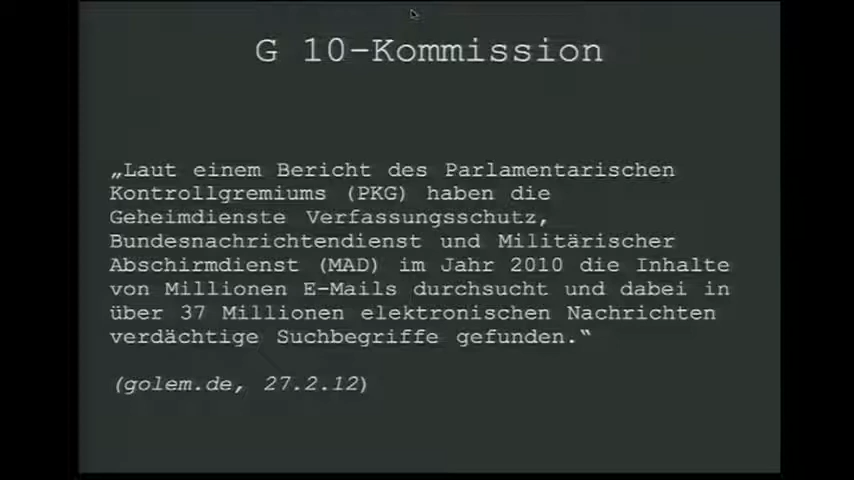 G 10-Kommission
„Laut einem Bericht des Parlamentarischen
Kontrollgremiums (PKG) haben die
Geheimdienste Verfassungsschutz,
Bundesnachrichtendienst und Militärischer
Abschirmdienst (MAD) im Jahr 2010 die Inhalte
von Millionen E-Mails durchsucht und dabei in
über 37 Millionen elektronischen Nachrichten
verdächtige Suchbegriffe gefunden.“
(golem.de, 27.2.12)